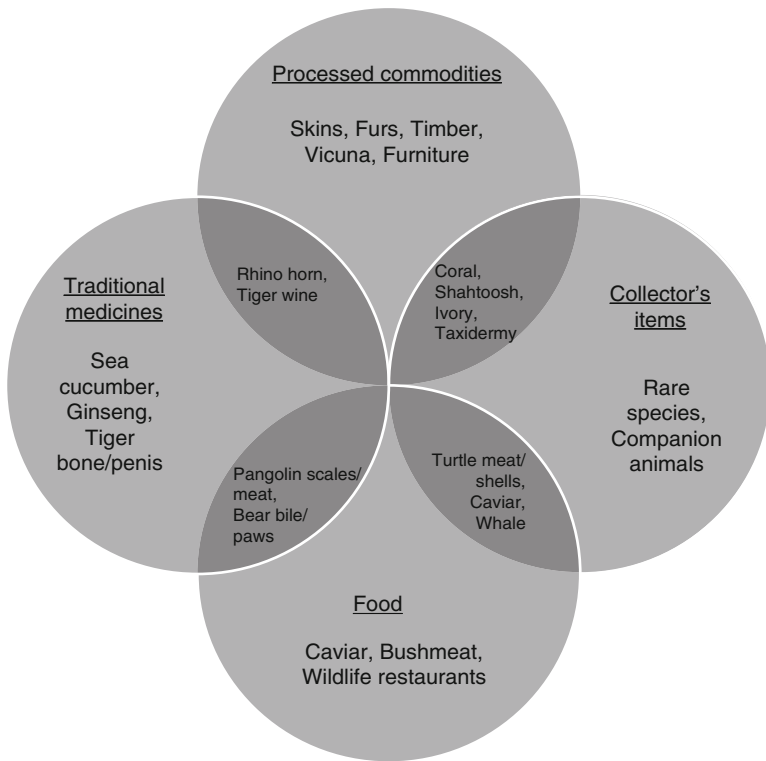 Processed commodities
Skins, Furs, Timber,
Vicuna, Furniture
Rhino horn,
Tiger wine
Coral,
Shahtoosh,
Ivory,
Taxidermy
Traditional
medicines
Sea
cucumber,
Ginseng,
Tiger
bone/penis
Collector's
items
Rare
species,
Companion
animals
Pangolin scales/
meat,
Bear bile/
paws
Turtle meat/
shells,
Caviar,
Whale
Food
Caviar, Bushmeat,
Wildlife restaurants